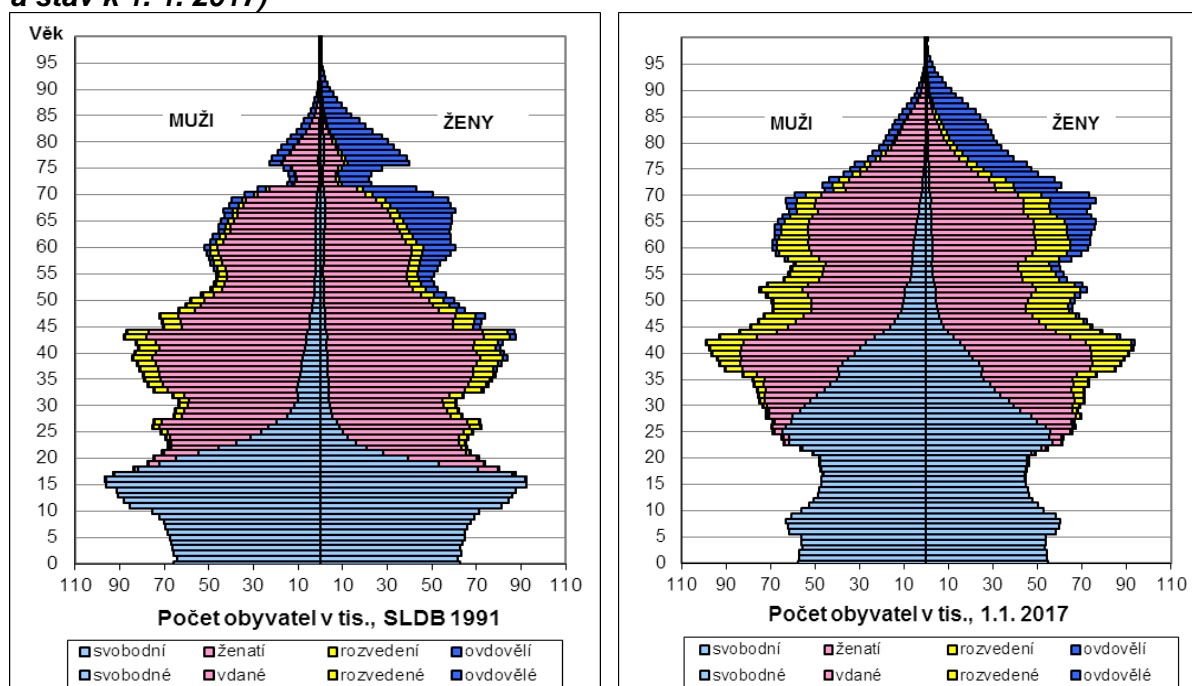 a stav k 1. 1. 2017)
Věk
95
90
85
80
75
70
65
60
55
50
45
40
35
30
25
20
15
10
5
0
MUŽI
ŽENY
110 90 70 50 30 10 10 30 50 70 90 110
Počet obyvatel v tis., SLDB 1991
svobodní ženatí rozvedení ovdovělí
svobodné vdané rozvedené ovdovělé
95
90
85
80
75
70
65
60
55
50
45
40
35
30
25
20
15
10
5
0
MUŽI
ŽENY
110 90 70 50 30 10 10 30 50 70 90 110
Počet obyvatel v tis., 1.1. 2017
svobodní ženatí rozvedení ovdovělí
svobodné vdané rozvedené ovdovělé